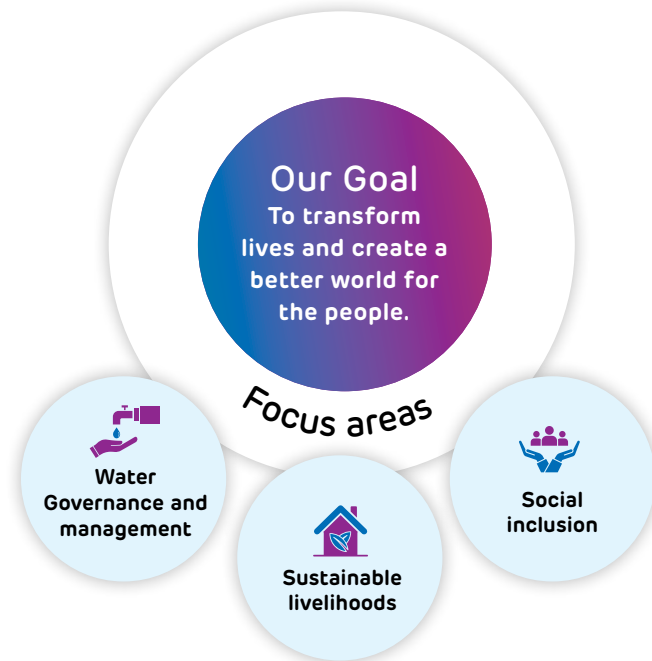 Our Goal
To transform
lives and create a
better world for
the people.
Focus areas
Water
Governance and
management
Sustainable
livelihoods
Social
inclusion